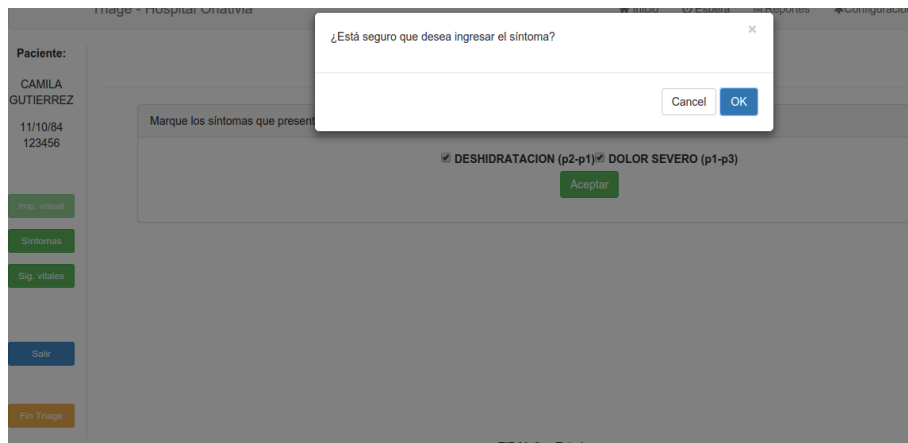 Triage - Hospital Oñativia
Inicio
Espera
Reportes
Configuración
¿Está seguro que desea ingresar el síntoma?
×
Cancel
OK
Paciente:
CAMILA
GUTIERREZ
11/10/84
123456
Marque los síntomas que present
DESHIDRATACION (p2-p1) DOLOR SEVERO (p1-p3)
Aceptar
Imp. visual
Síntomas
Sig. vitales
Salir
Fin Triage